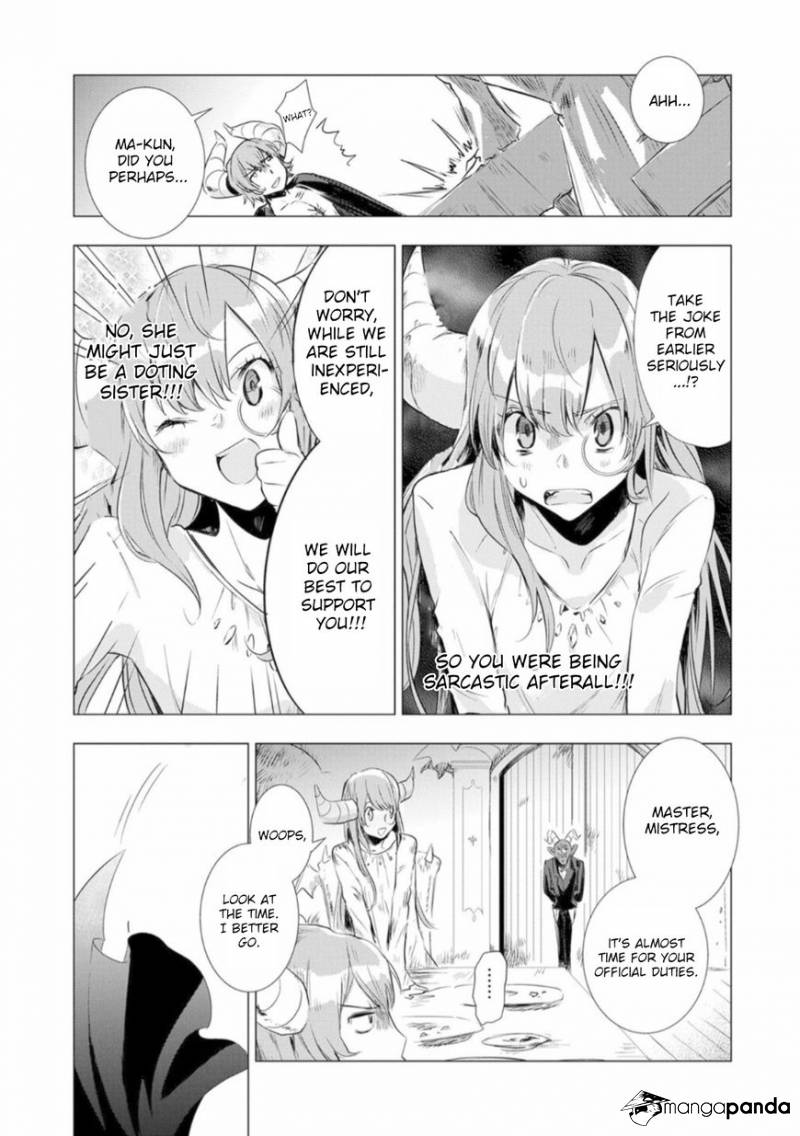 AHH...
WHAT?
MA-KUN,
DID YOU
PERHAPS...
TAKE
THE JOKE
FROM
EARLIER
SERIOUSLY
...!?
SO YOU WERE BEING
SARCASTIC AFTERALL!!!
DON'T
WORRY,
WHILE WE
ARE STILL
INEXPERI-
ENCED,
WE WILL
DO OUR
BEST TO
SUPPORT
YOU!!!
NO, SHE
MIGHT JUST
BE A DOTING
SISTER!!!
MASTER,
MISTRESS,
IT'S ALMOST
TIME FOR YOUR
OFFICIAL DUTIES.
WOOPS,
LOOK AT
THE TIME.
I BETTER
GO.
......
mangapanda